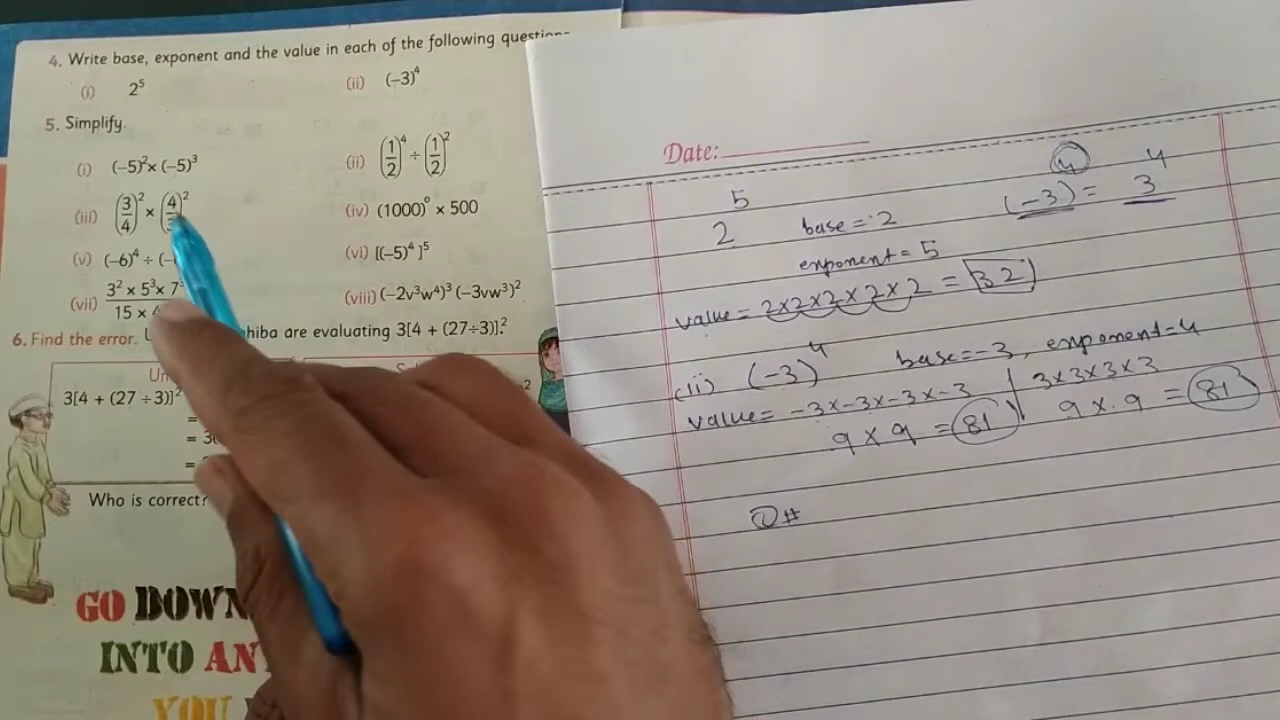 4. Write base, exponent and the value in each of the following questions
(i) 2⁵ (ii) (−3)⁴
5. Simplify.
(i) (−5)² × (−5)³ (ii) (1/2)⁴ ÷ (1/2)²
(iii) (3/4)² × (4/ )²
(iv) (1000)⁰ × 500
(v) (−6)⁴ ÷ (− (vi) [(−5)⁴]⁵
(vii) 3² × 5³ × 7
15 × (viii) (−2v³w⁴)³ (−3vw³)²
6. Find the error. U hiba are evaluating 3[4 + (27÷3)]²
Um
3[4 + (27 ÷3)]²
=
= 3(
=
Who is correct?
GO DOWN
INTO AN
YOU
Date:
2⁵ base = 2
exponent = 5
value = 2×2×2×2×2 = 32
(−3)⁴ = 3⁴
(ii) (−3)⁴ base=−3, exponent=4
value= −3×−3×−3×−3 | 3×3×3×3
9 × 9 = 81 9 × 9 = 81
Q#